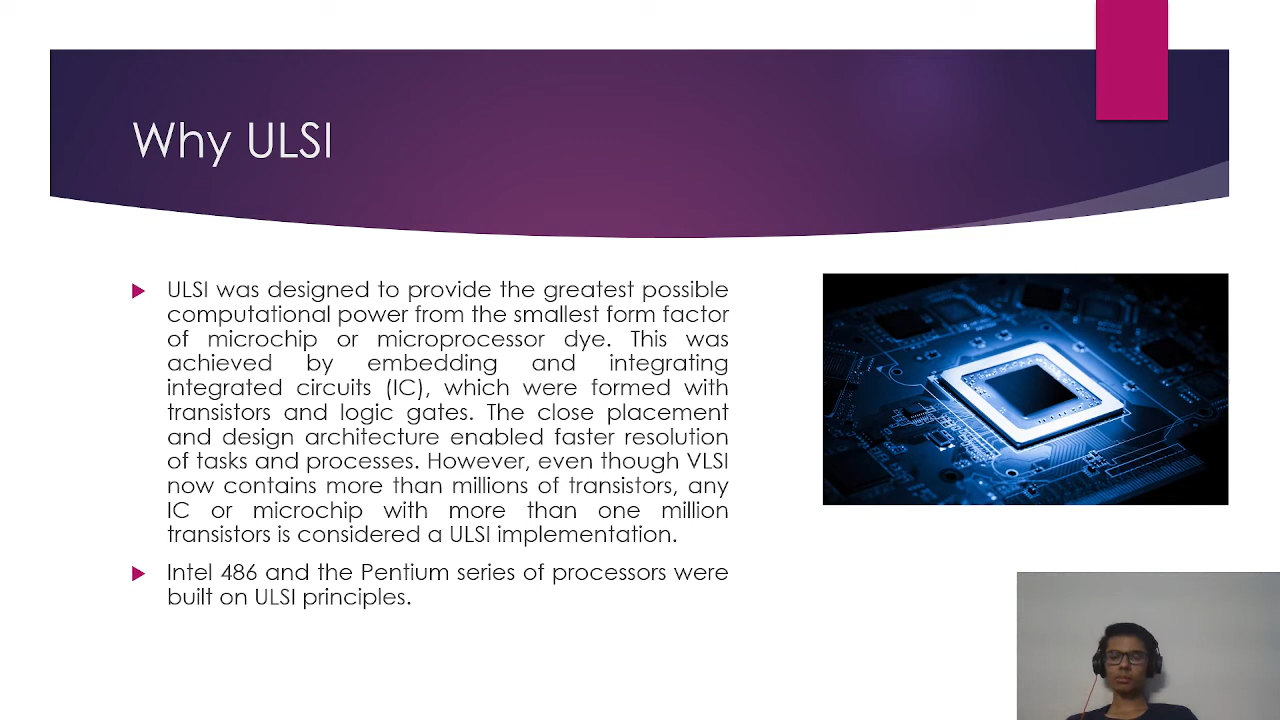 Why ULSI
ULSI was designed to provide the greatest possible
computational power from the smallest form factor
of microchip or microprocessor dye. This was
achieved by embedding and integrating
integrated circuits (IC), which were formed with
transistors and logic gates. The close placement
and design architecture enabled faster resolution
of tasks and processes. However, even though VLSI
now contains more than millions of transistors, any
IC or microchip with more than one million
transistors is considered a ULSI implementation.
Intel 486 and the Pentium series of processors were
built on ULSI principles.